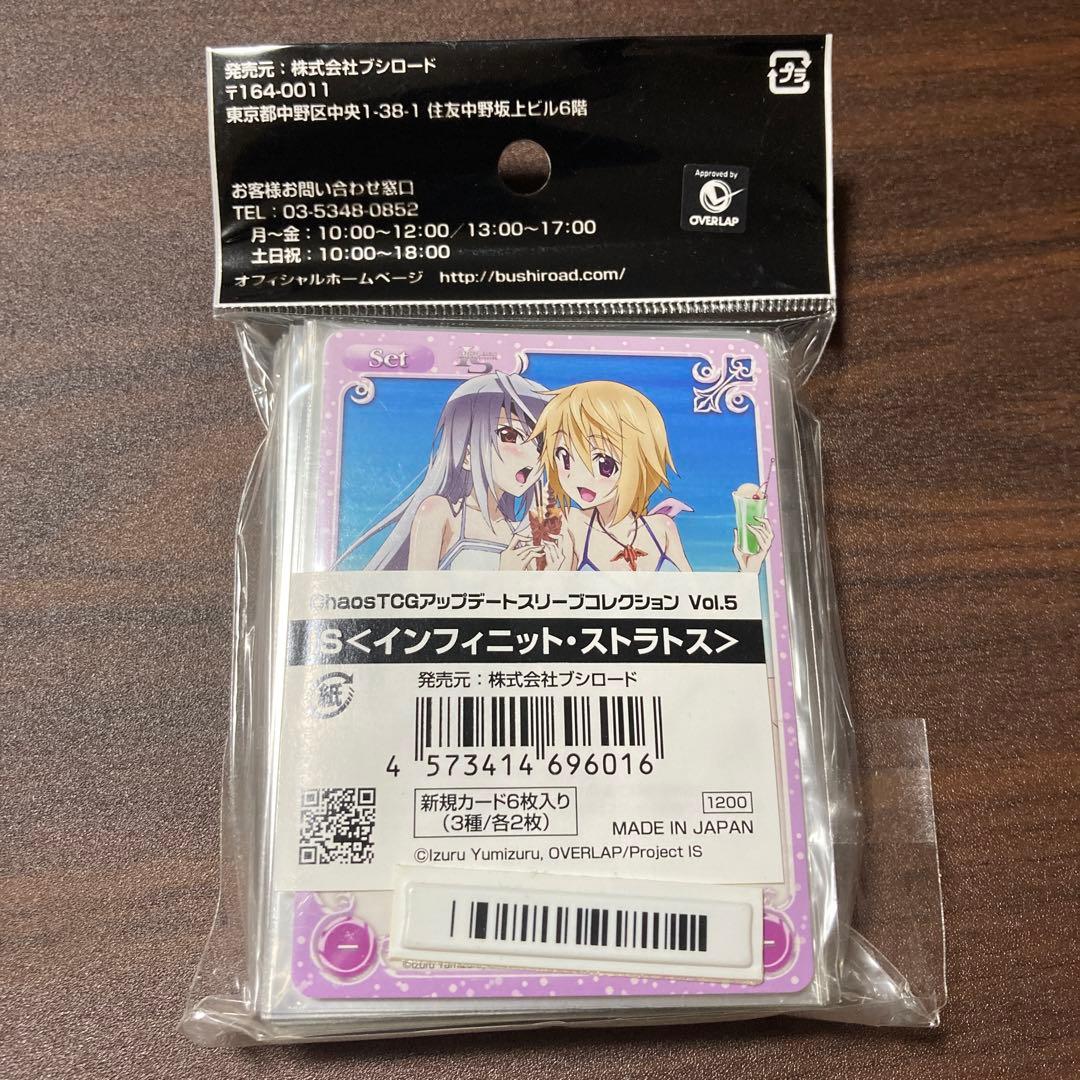 発売元：株式会社ブシロード
〒164-0011
東京都中野区中央1-38-1 住友中野坂上ビル6階
プラ
Approved by
OVERLAP
お客様お問い合わせ窓口
TEL：03-5348-0852
月〜金：10:00〜12:00／13:00〜17:00
土日祝：10:00〜18:00
オフィシャルホームページ http://bushiroad.com/
Set
IS
ChaosTCGアップデートスリーブコレクション Vol.5
IS＜インフィニット・ストラトス＞
発売元：株式会社ブシロード
紙
4 573414 696016
新規カード6枚入り
（3種/各2枚）
1200
MADE IN JAPAN
©Izuru Yumizuru, OVERLAP/Project IS
©Izuru Yumizuru,